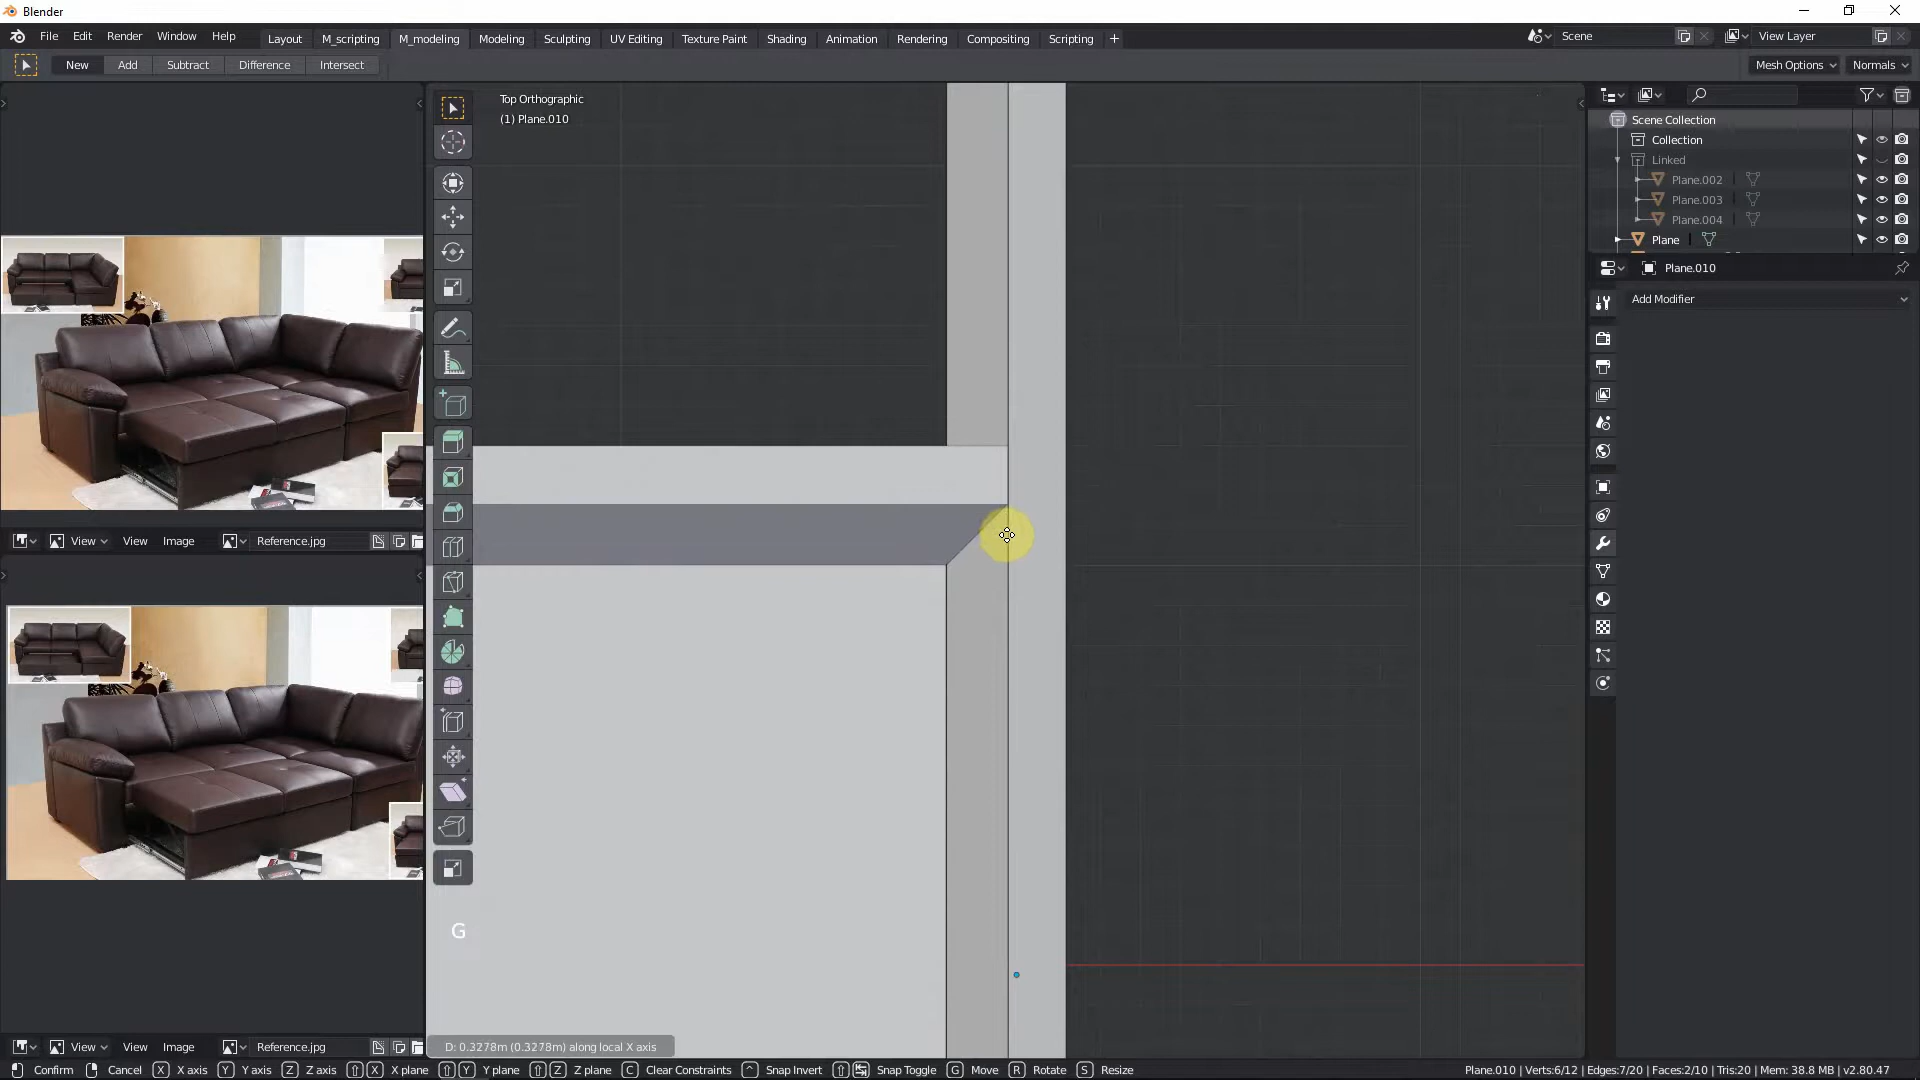 Blender
File Edit Render Window Help
Layout M_scripting M_modeling Modeling Sculpting UV Editing Texture Paint Shading Animation Rendering Compositing Scripting +
Scene
View Layer
New Add Subtract Difference Intersect
Mesh Options
Normals
Top Orthographic
(1) Plane.010
Scene Collection
Collection
Linked
Plane.002
Plane.003
Plane.004
Plane
Plane.010
Add Modifier
View View Image Reference.jpg
G
D: 0.3278m (0.3278m) along local X axis
View View Image Reference.jpg
Confirm Cancel X X axis Y Y axis Z Z axis X X plane Y Y plane Z Z plane C Clear Constraints Snap Invert Snap Toggle G Move R Rotate S Resize
Plane.010 | Verts:6/12 | Edges:7/20 | Faces:2/10 | Tris:20 | Mem: 38.8 MB | v2.80.47